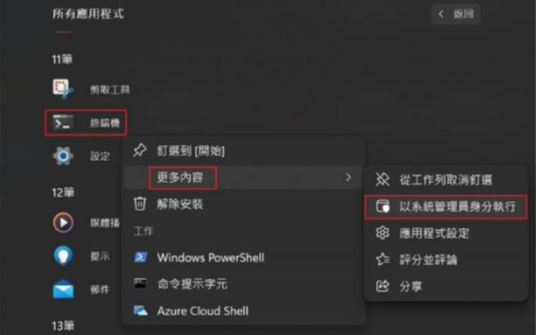 所有應用程式
返回
11筆
剪取工具
終端機
設定
12筆
媒體播
提示
郵件
13筆
釘選到 [開始]
更多內容
解除安裝
工作
Windows PowerShell
命令提示字元
Azure Cloud Shell
從工作列取消釘選
以系統管理員身分執行
應用程式設定
評分並評論
分享